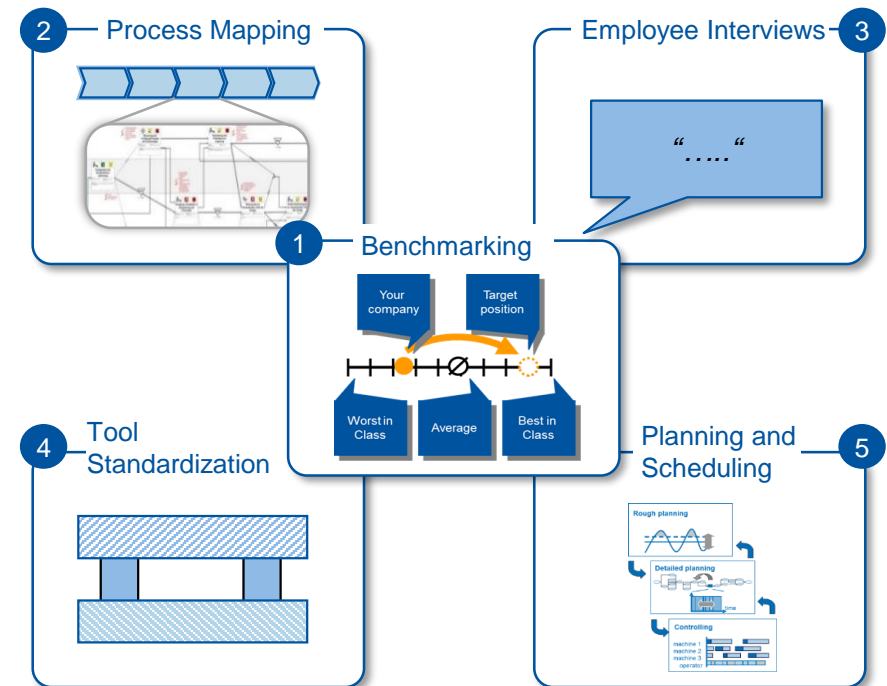 2
Process Mapping
Employee Interviews
3
“.....“
1
Benchmarking
Your
company
Target
position
Worst in
Class
Average
Best in
Class
4
Tool
Standardization
Planning and
Scheduling
5
Rough planning
Detailed planning
time
Controlling
machine 1
machine 2
machine 3
operator